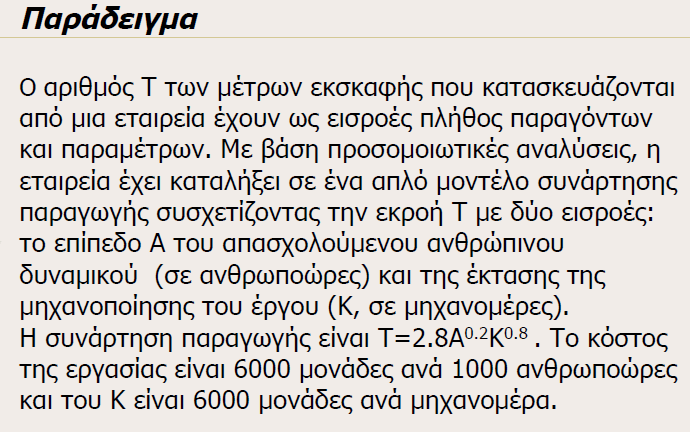 Παράδειγμα
Ο αριθμός Τ των μέτρων εκσκαφής που κατασκευάζονται
από μια εταιρεία έχουν ως εισροές πλήθος παραγόντων
και παραμέτρων. Με βάση προσομοιωτικές αναλύσεις, η
εταιρεία έχει καταλήξει σε ένα απλό μοντέλο συνάρτησης
παραγωγής συσχετίζοντας την εκροή Τ με δύο εισροές:
το επίπεδο Α του απασχολούμενου ανθρώπινου
δυναμικού (σε ανθρωποώρες) και της έκτασης της
μηχανοποίησης του έργου (Κ, σε μηχανομέρες).
Η συνάρτηση παραγωγής είναι Τ=2.8Α⁰·²Κ⁰·⁸ . Το κόστος
της εργασίας είναι 6000 μονάδες ανά 1000 ανθρωποώρες
και του Κ είναι 6000 μονάδες ανά μηχανομέρα.